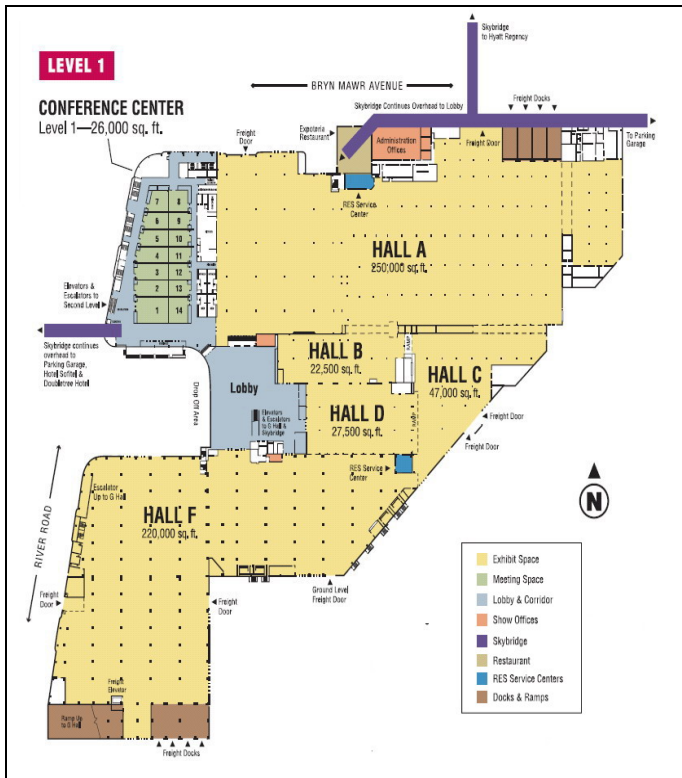 Skybridge
to Hyatt Regency
LEVEL 1
BRYN MAWR AVENUE
Freight Docks
CONFERENCE CENTER
Level 1—26,000 sq. ft.
Skybridge Continues Overhead to Lobby
Freight
Door
Expoteria
Restaurant
Administration
Offices
Freight Door
To Parking
Garage
RES Service
Center
7 8
6 9
5 10
4 11
3 12
2 13
1 14
HALL A
250,000 sq. ft.
Elevators &
Escalators to
Second Level
Skybridge continues
overhead to
Parking Garage,
Hotel Sofitel &
Doubletree Hotel
HALL B
22,500 sq. ft.
RAMP
HALL C
47,000 sq. ft.
Drop Off Area
Lobby
HALL D
27,500 sq. ft.
RAMP
Elevators
& Escalators
to G Hall &
Skybridge
Freight Door
Freight
Door
RES Service
Center
RIVER ROAD
Escalator
Up to G Hall
HALL F
220,000 sq. ft.
N
Freight
Door
Freight
Door
Ground Level
Freight Door
Exhibit Space
Meeting Space
Lobby & Corridor
Show Offices
Skybridge
Restaurant
RES Service Centers
Docks & Ramps
Freight
Elevator
Ramp Up
to G Hall
Freight Docks